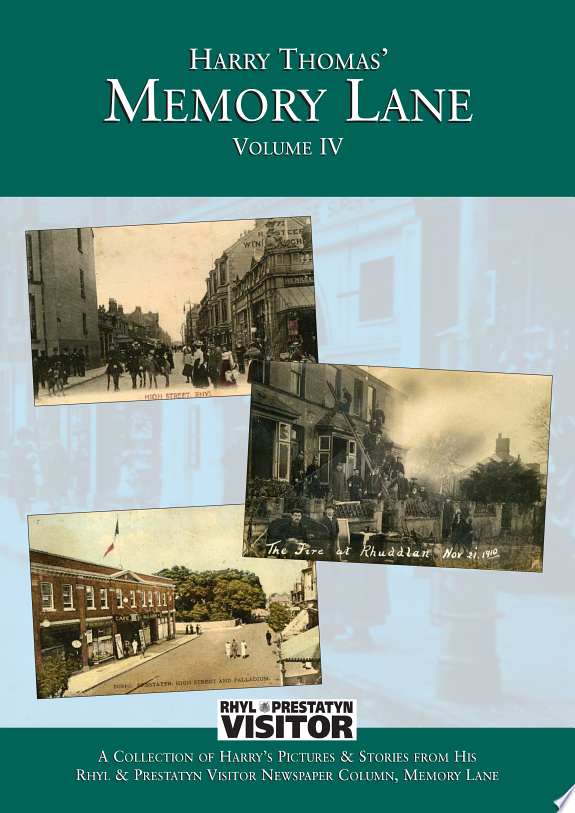 HARRY THOMAS'
MEMORY LANE
VOLUME IV
HIGH STREET, RHYL
The Fire at Rhuddlan Nov 21. 1910
CAFE
PRESTATYN, HIGH STREET AND PALLADIUM.
RHYL PRESTATYN
VISITOR
A COLLECTION OF HARRY'S PICTURES & STORIES FROM HIS
RHYL & PRESTATYN VISITOR NEWSPAPER COLUMN, MEMORY LANE